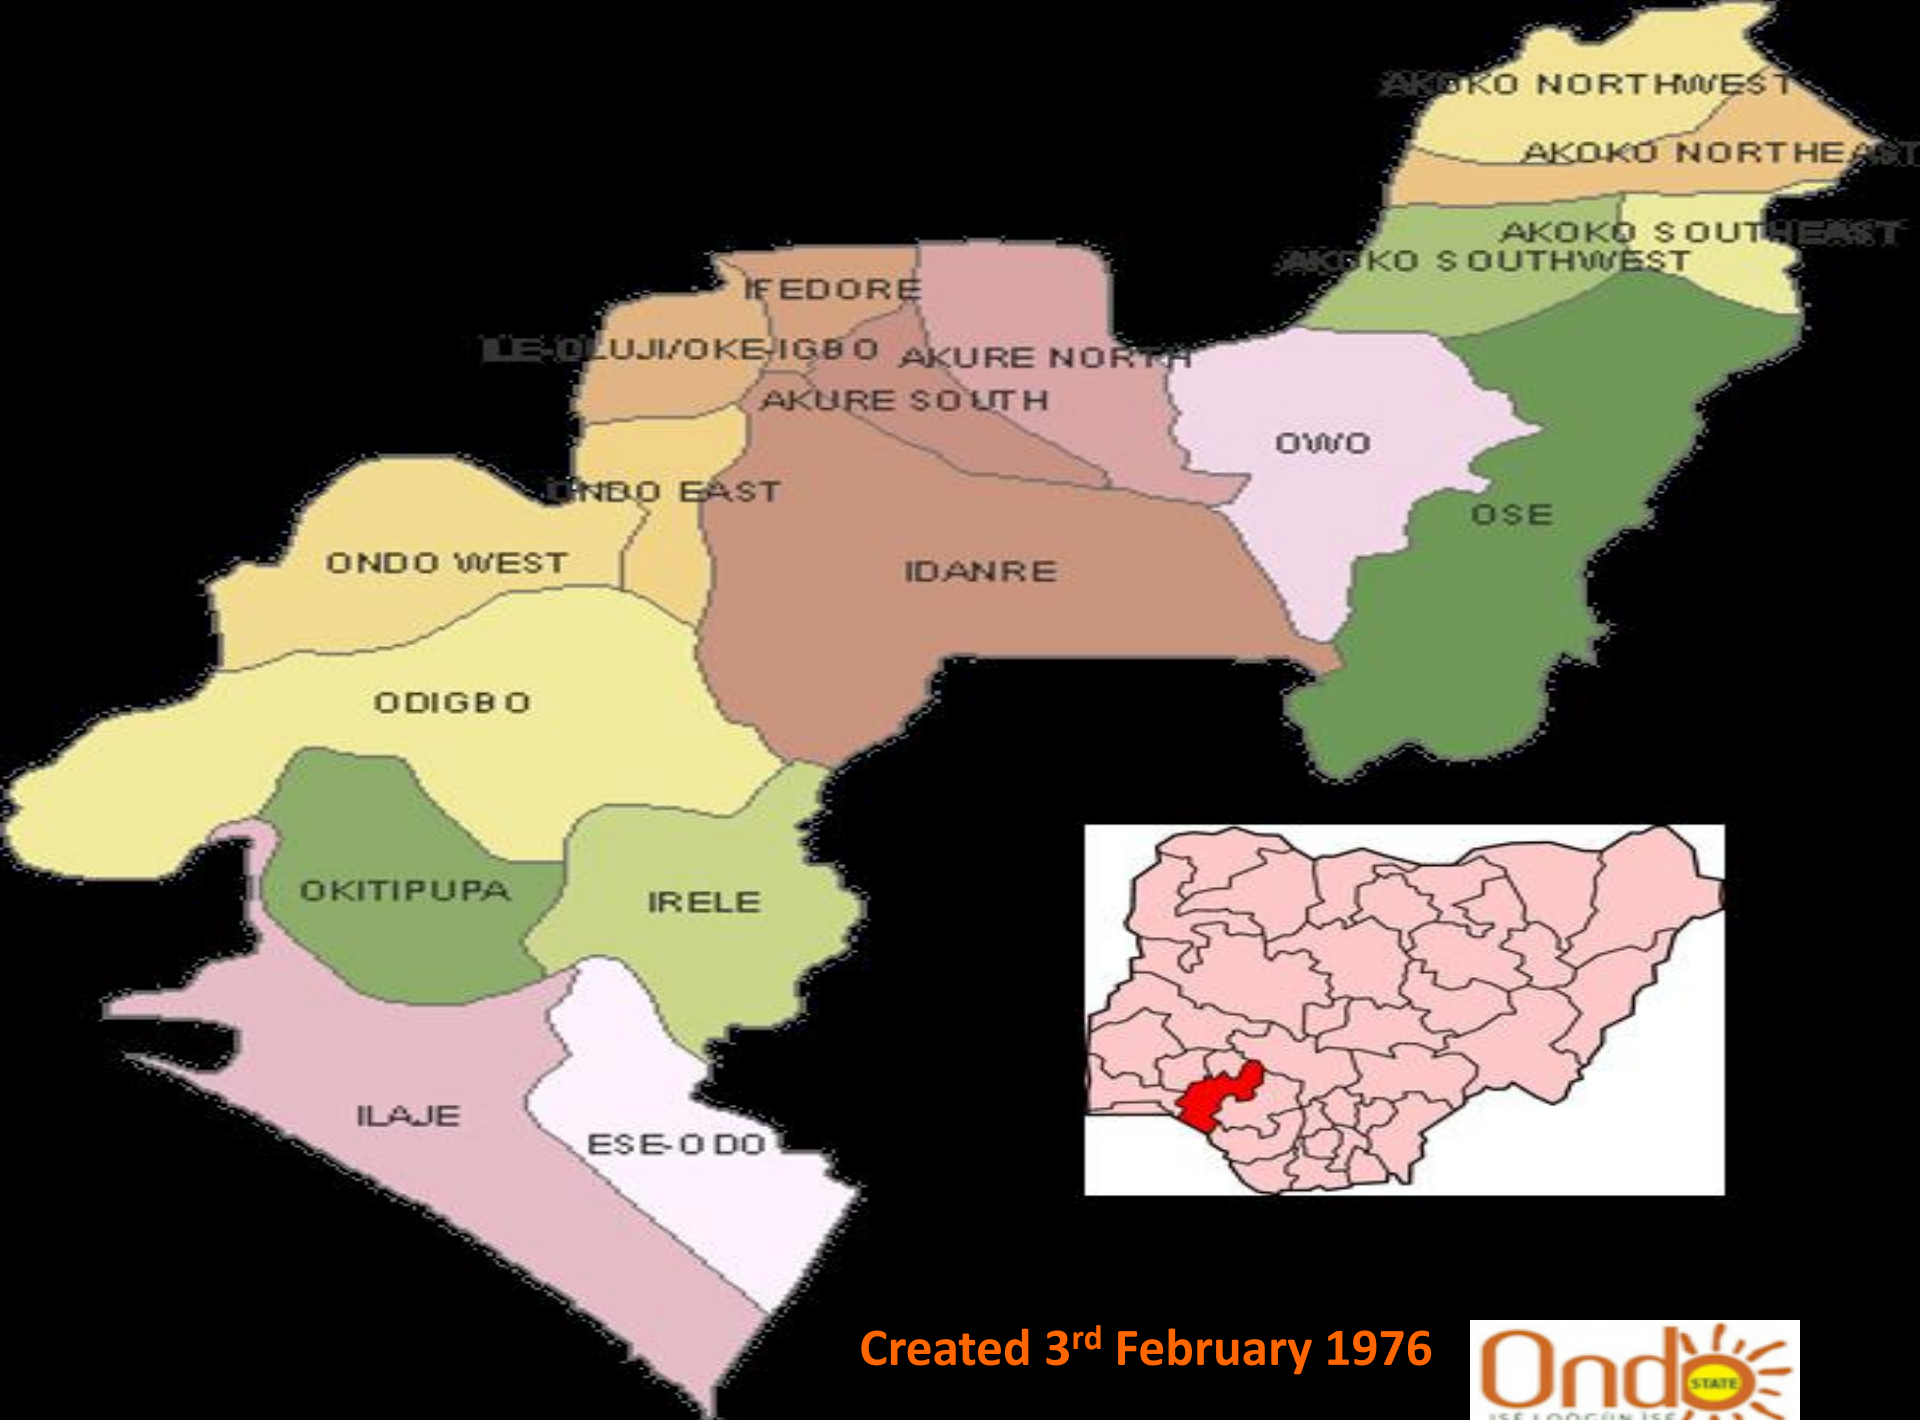 AKOKO NORTHWEST
AKOKO NORTHEAST
AKOKO SOUTHEAST
AKOKO SOUTHWEST
IFEDORE
ILE-OLUJI/OKE-IGBO
AKURE NORTH
AKURE SOUTH
OWO
ONDO EAST
OSE
ONDO WEST
IDANRE
ODIGBO
OKITIPUPA
IRELE
ILAJE
ESE-ODO
Created 3rd February 1976
Ondo
STATE